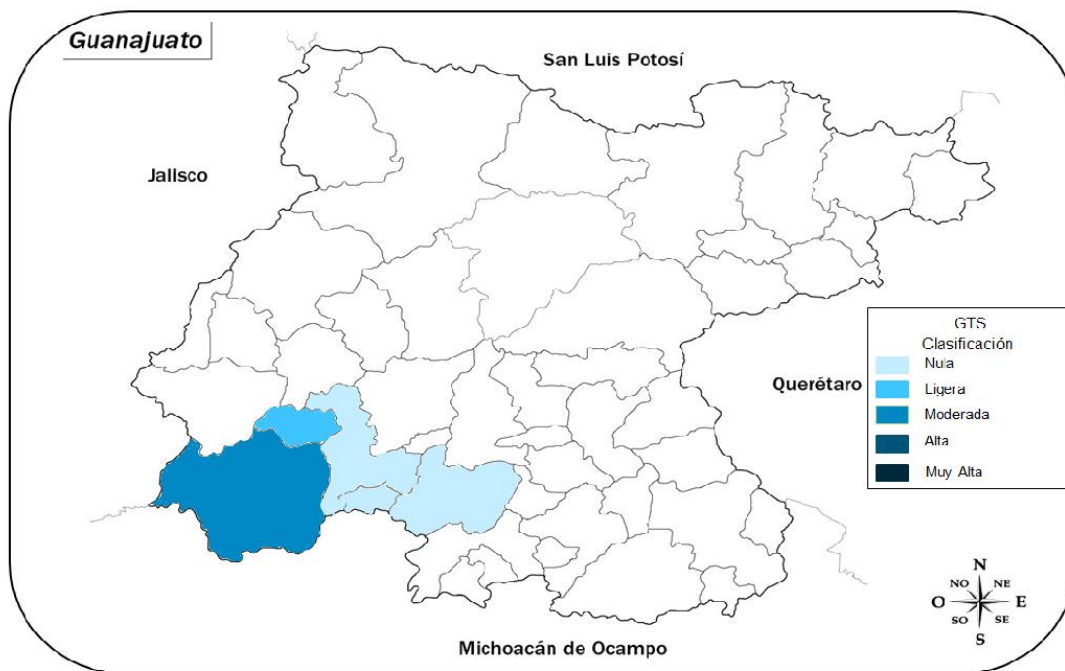 Guanajuato
San Luis Potosí
Jalisco
GTS
Clasificación
Nula
Ligera
Moderada
Alta
Muy Alta
Querétaro
N
NO NE
O E
SO SE
S
Michoacán de Ocampo